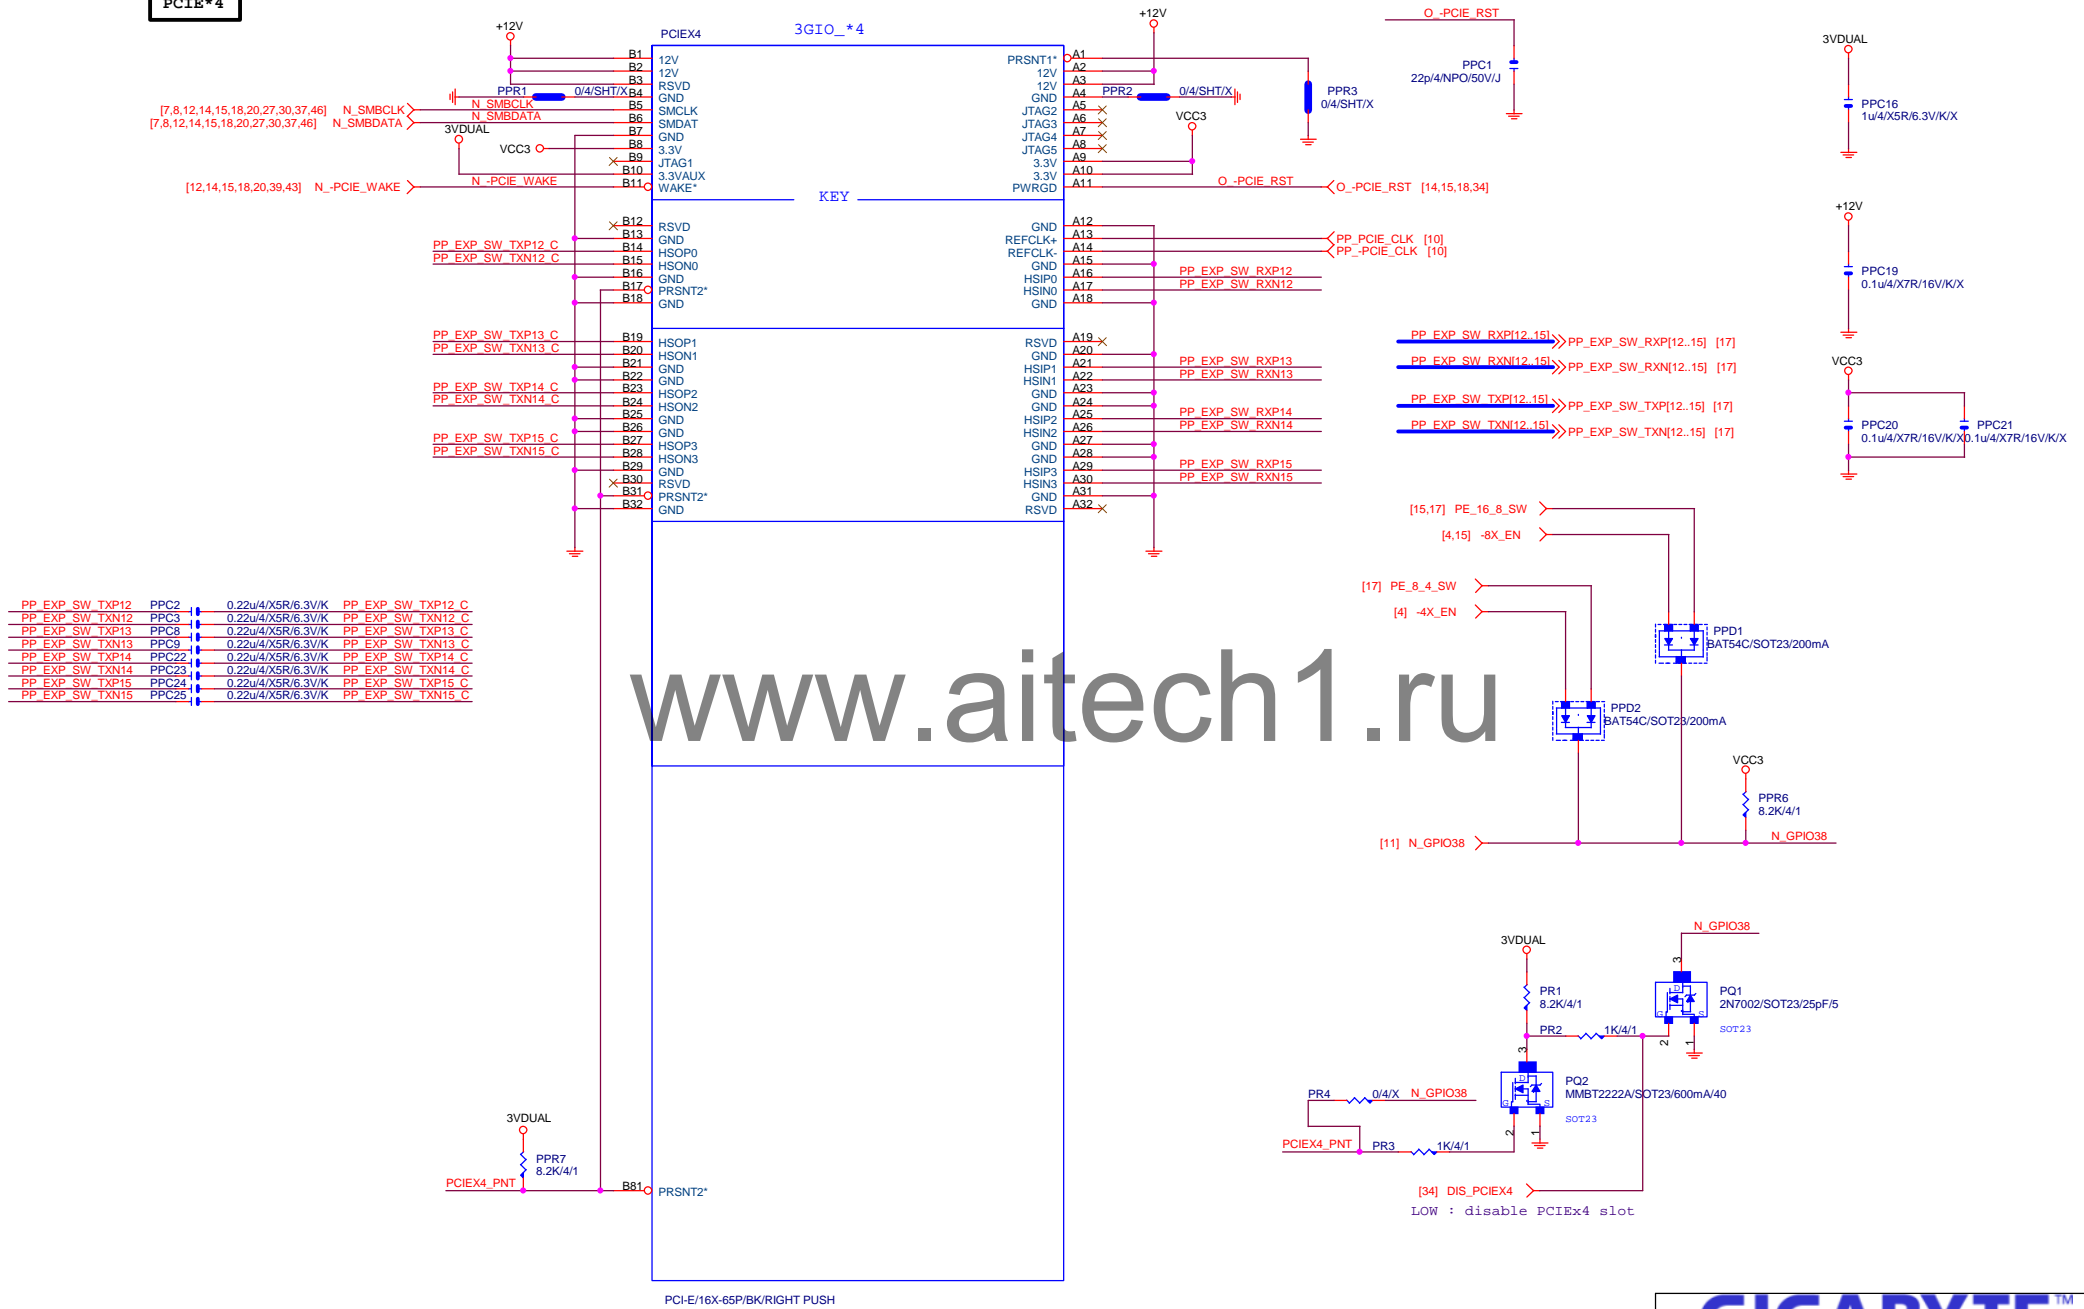 PCIE*4
+12V
PCIEX4
3GIO_*4
+12V
O_-PCIE_RST
3VDUAL
PPC1
22p/4/NPO/50V/J
PPC16
1u/4/X5R/6.3V/K/X
B1 12V
B2 12V
B3 RSVD
B4 GND
B5 SMCLK
B6 SMDAT
B7 GND
B8 3.3V
B9 JTAG1
B10 3.3VAUX
B11 WAKE*
PRSNT1* A1
12V A2
12V A3
GND A4
JTAG2 A5
JTAG3 A6
JTAG4 A7
JTAG5 A8
3.3V A9
3.3V A10
PWRGD A11
PPR1 0/4/SHT/X
PPR2 0/4/SHT/X
PPR3
0/4/SHT/X
[7,8,12,14,15,18,20,27,30,37,46] N_SMBCLK N_SMBCLK
[7,8,12,14,15,18,20,27,30,37,46] N_SMBDATA N_SMBDATA
3VDUAL
VCC3
VCC3
[12,14,15,18,20,39,43] N_-PCIE_WAKE N_-PCIE_WAKE
O_-PCIE_RST O_-PCIE_RST [14,15,18,34]
KEY
B12 RSVD
B13 GND
B14 HSOP0
B15 HSON0
B16 GND
B17 PRSNT2*
B18 GND
GND A12
REFCLK+ A13
REFCLK- A14
GND A15
HSIP0 A16
HSIN0 A17
GND A18
PP_EXP_SW_TXP12_C
PP_EXP_SW_TXN12_C
PP_PCIE_CLK [10]
PP_-PCIE_CLK [10]
PP_EXP_SW_RXP12
PP_EXP_SW_RXN12
+12V
PPC19
0.1u/4/X7R/16V/K/X
B19 HSOP1
B20 HSON1
B21 GND
B22 GND
B23 HSOP2
B24 HSON2
B25 GND
B26 GND
B27 HSOP3
B28 HSON3
B29 GND
B30 RSVD
B31 PRSNT2*
B32 GND
RSVD A19
GND A20
HSIP1 A21
HSIN1 A22
GND A23
GND A24
HSIP2 A25
HSIN2 A26
GND A27
GND A28
HSIP3 A29
HSIN3 A30
GND A31
RSVD A32
PP_EXP_SW_TXP13_C
PP_EXP_SW_TXN13_C
PP_EXP_SW_TXP14_C
PP_EXP_SW_TXN14_C
PP_EXP_SW_TXP15_C
PP_EXP_SW_TXN15_C
PP_EXP_SW_RXP13
PP_EXP_SW_RXN13
PP_EXP_SW_RXP14
PP_EXP_SW_RXN14
PP_EXP_SW_RXP15
PP_EXP_SW_RXN15
PP_EXP_SW_RXP[12..15] PP_EXP_SW_RXP[12..15] [17]
PP_EXP_SW_RXN[12..15] PP_EXP_SW_RXN[12..15] [17]
PP_EXP_SW_TXP[12..15] PP_EXP_SW_TXP[12..15] [17]
PP_EXP_SW_TXN[12..15] PP_EXP_SW_TXN[12..15] [17]
VCC3
PPC20
0.1u/4/X7R/16V/K/X
PPC21
0.1u/4/X7R/16V/K/X
[15,17] PE_16_8_SW
[4,15] -8X_EN
[17] PE_8_4_SW
[4] -4X_EN
PP_EXP_SW_TXP12 PPC2 0.22u/4/X5R/6.3V/K PP_EXP_SW_TXP12_C
PP_EXP_SW_TXN12 PPC3 0.22u/4/X5R/6.3V/K PP_EXP_SW_TXN12_C
PP_EXP_SW_TXP13 PPC8 0.22u/4/X5R/6.3V/K PP_EXP_SW_TXP13_C
PP_EXP_SW_TXN13 PPC9 0.22u/4/X5R/6.3V/K PP_EXP_SW_TXN13_C
PP_EXP_SW_TXP14 PPC22 0.22u/4/X5R/6.3V/K PP_EXP_SW_TXP14_C
PP_EXP_SW_TXN14 PPC23 0.22u/4/X5R/6.3V/K PP_EXP_SW_TXN14_C
PP_EXP_SW_TXP15 PPC24 0.22u/4/X5R/6.3V/K PP_EXP_SW_TXP15_C
PP_EXP_SW_TXN15 PPC25 0.22u/4/X5R/6.3V/K PP_EXP_SW_TXN15_C
www.aitech1.ru
PPD1
BAT54C/SOT23/200mA
PPD2
BAT54C/SOT23/200mA
VCC3
PPR6
8.2K/4/1
[11] N_GPIO38 N_GPIO38
N_GPIO38
3VDUAL
3
D
G S
PQ1
2N7002/SOT23/25pF/5
SOT23
2 1
PR1
8.2K/4/1
PR2 1K/4/1
3
D
G S
PQ2
MMBT2222A/SOT23/600mA/40
SOT23
2 1
PR4 0/4/X N_GPIO38
PCIEX4_PNT PR3 1K/4/1
[34] DIS_PCIEX4
LOW : disable PCIEx4 slot
3VDUAL
PPR7
8.2K/4/1
PCIEX4_PNT B81 PRSNT2*
PCI-E/16X-65P/BK/RIGHT PUSH
GIGABYTE™